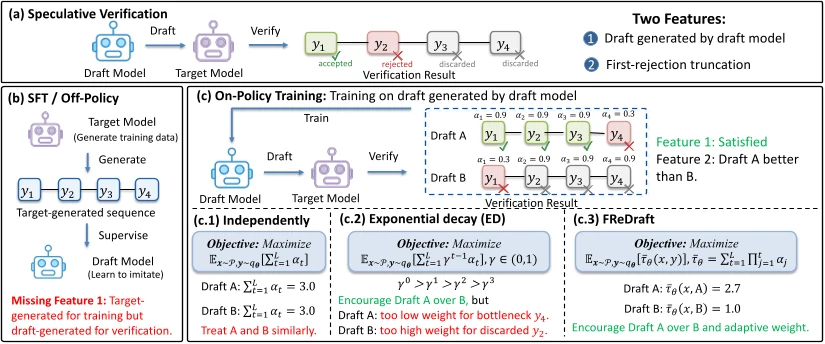 (a) Speculative Verification
Draft
Verify
Draft Model
Target Model
y₁ y₂ y₃ y₄
accepted rejected discarded discarded
Verification Result
Two Features:
1 Draft generated by draft model
2 First-rejection truncation
(b) SFT / Off-Policy
Target Model
(Generate training data)
Generate
y₁ y₂ y₃ y₄
Target-generated sequence
Supervise
Draft Model
(Learn to imitate)
Missing Feature 1: Target-
generated for training but
draft-generated for verification.
(c) On-Policy Training: Training on draft generated by draft model
Train
Draft
Verify
Draft Model
Target Model
α₁ = 0.9 α₂ = 0.9 α₃ = 0.9 α₄ = 0.3
Draft A y₁ y₂ y₃ y₄
α₁ = 0.3 α₂ = 0.9 α₃ = 0.9 α₄ = 0.9
Draft B y₁ y₂ y₃ y₄
Verification Result
Feature 1: Satisfied
Feature 2: Draft A better
than B.
(c.1) Independently
Objective: Maximize
𝔼ₓ~𝒫,y~qθ[∑ᴸₜ₌₁ αₜ]
Draft A: ∑ᴸₜ₌₁ αₜ = 3.0
Draft B: ∑ᴸₜ₌₁ αₜ = 3.0
Treat A and B similarly.
(c.2) Exponential decay (ED)
Objective: Maximize
𝔼ₓ~𝒫,y~qθ[∑ᴸₜ₌₁ γᵗ⁻¹αₜ], γ ∈ (0,1)
γ⁰ > γ¹ > γ² > γ³
Encourage Draft A over B, but
Draft A: too low weight for bottleneck y₄.
Draft B: too high weight for discarded y₂.
(c.3) FReDraft
Objective: Maximize
𝔼ₓ~𝒫,y~qθ[τ̄θ(x, y)], τ̄θ = ∑ᴸₜ₌₁ ∏ᵗⱼ₌₁ αⱼ
Draft A: τ̄θ(x, A) = 2.7
Draft B: τ̄θ(x, B) = 1.0
Encourage Draft A over B and adaptive weight.